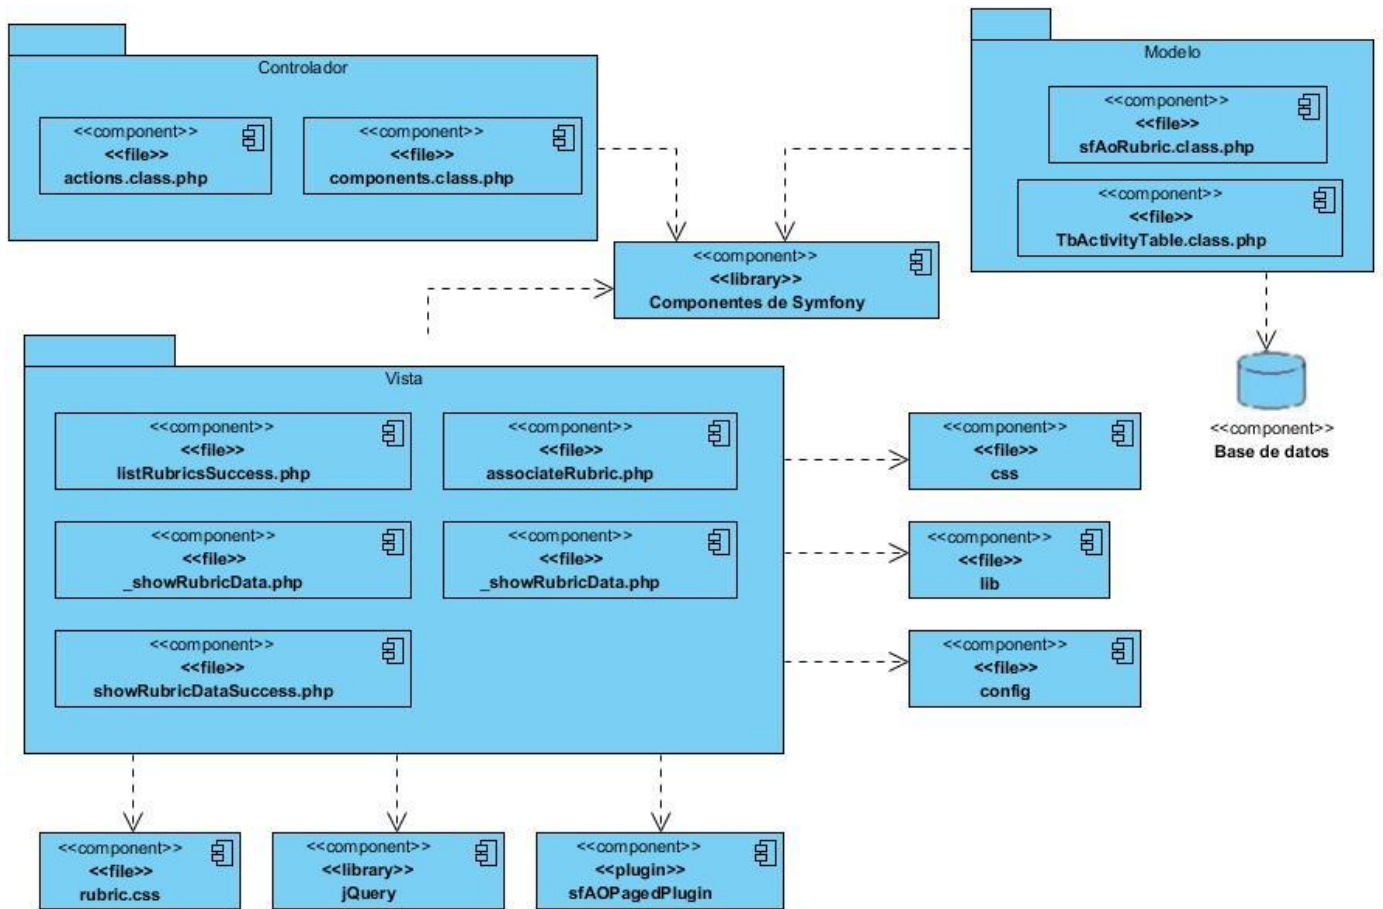 Controlador
<<component>>
<<file>>
actions.class.php
<<component>>
<<file>>
components.class.php
Modelo
<<component>>
<<file>>
sfAoRubric.class.php
<<component>>
<<file>>
TbActivityTable.class.php
<<component>>
<<library>>
Componentes de Symfony
<<component>>
Base de datos
Vista
<<component>>
<<file>>
listRubricsSuccess.php
<<component>>
<<file>>
associateRubric.php
<<component>>
<<file>>
_showRubricData.php
<<component>>
<<file>>
_showRubricData.php
<<component>>
<<file>>
showRubricDataSuccess.php
<<component>>
<<file>>
css
<<component>>
<<file>>
lib
<<component>>
<<file>>
config
<<component>>
<<file>>
rubric.css
<<component>>
<<library>>
jQuery
<<component>>
<<plugin>>
sfAOPagedPlugin